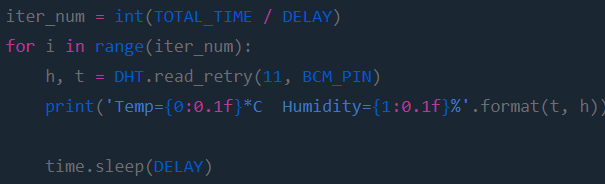 iter_num = int(TOTAL_TIME / DELAY)
for i in range(iter_num):
    h, t = DHT.read_retry(11, BCM_PIN)
    print('Temp={0:0.1f}*C  Humidity={1:0.1f}%'.format(t, h))
    time.sleep(DELAY)